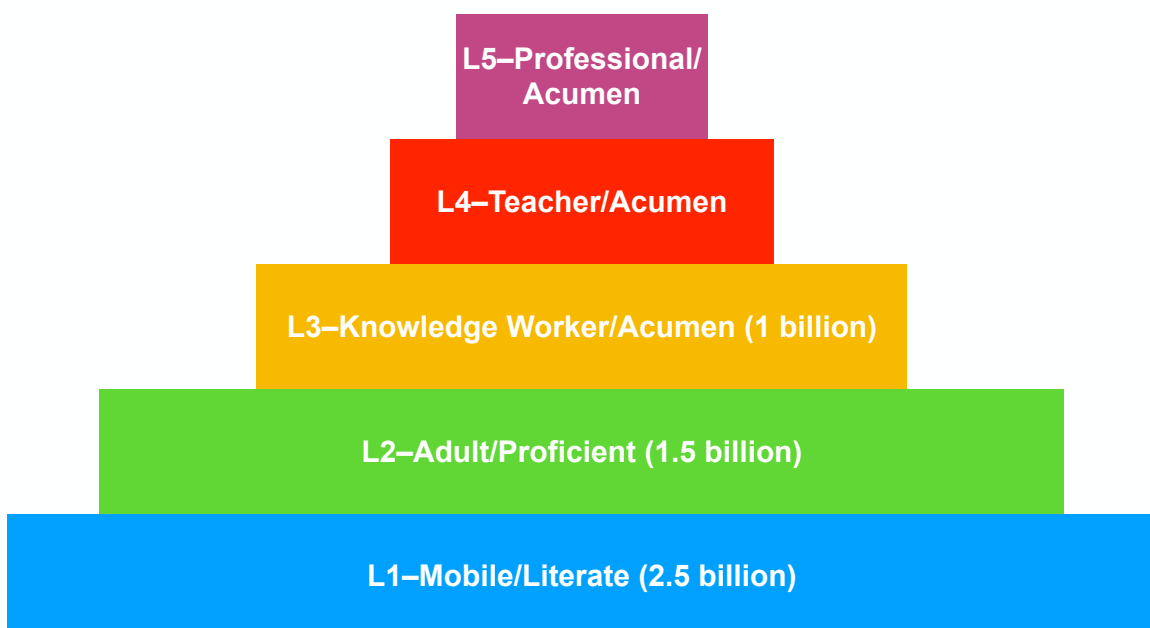 L5–Professional/
Acumen
L4–Teacher/Acumen
L3–Knowledge Worker/Acumen (1 billion)
L2–Adult/Proficient (1.5 billion)
L1–Mobile/Literate (2.5 billion)